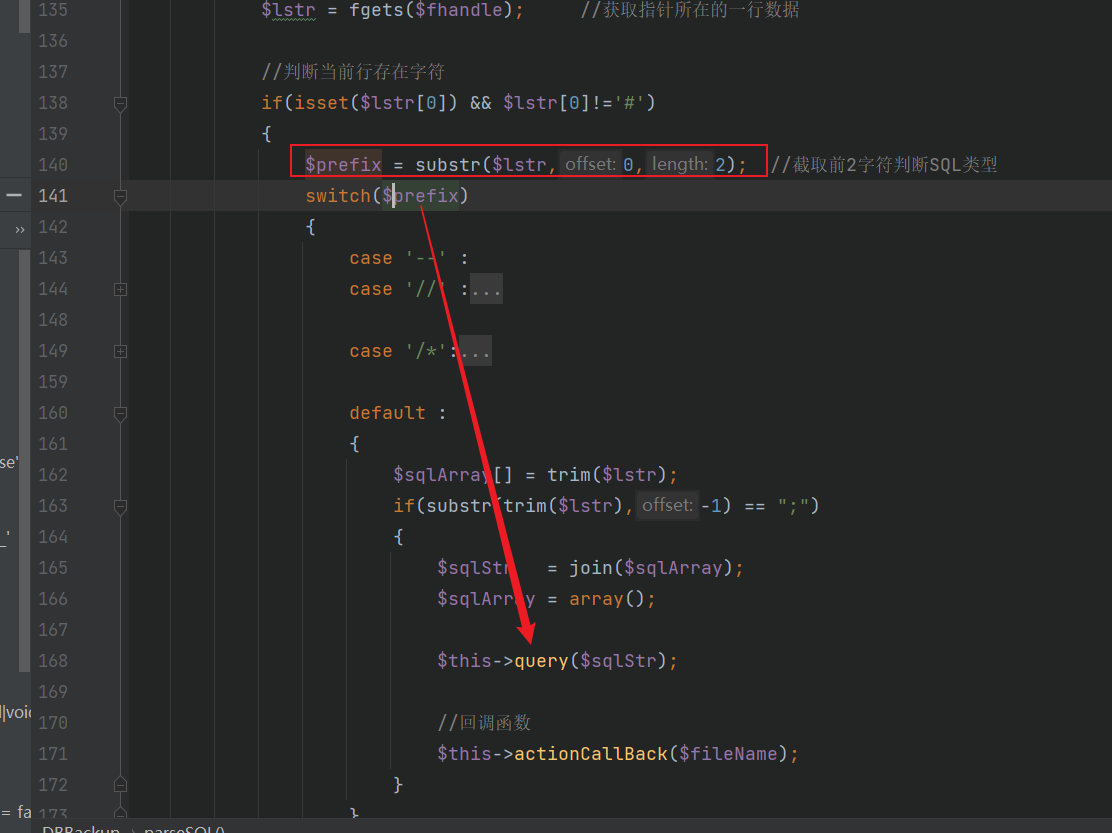 135 $lstr = fgets($fhandle); //获取指针所在的一行数据
136
137 //判断当前行存在字符
138 if(isset($lstr[0]) && $lstr[0]!='#')
139 {
140 $prefix = substr($lstr, offset: 0, length: 2); //截取前2字符判断SQL类型
141 switch($prefix)
142 {
143 case '--' :
144 case '//' :...
148
149 case '/*':...
159
160 default :
161 {
se'
162 $sqlArray[] = trim($lstr);
163 if(substr(trim($lstr), offset: -1) == ";")
_'
164 {
165 $sqlStr = join($sqlArray);
166 $sqlArray = array();
167
168 $this->query($sqlStr);
169
l|void
170 //回调函数
171 $this->actionCallBack($fileName);
172 }
= fa
173 }
DBBackup › parseSQL()